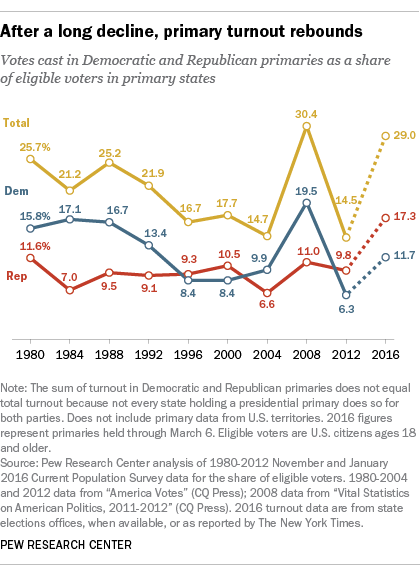 After a long decline, primary turnout rebounds
Votes cast in Democratic and Republican primaries as a share
of eligible voters in primary states
Total
25.7%
21.2
25.2
21.9
16.7
17.7
14.7
30.4
14.5
29.0
Dem
15.8%
17.1
16.7
13.4
8.4
8.4
9.9
19.5
6.3
11.7
Rep
11.6%
7.0
9.5
9.1
9.3
10.5
6.6
11.0
9.8
17.3
1980 1984 1988 1992 1996 2000 2004 2008 2012 2016
Note: The sum of turnout in Democratic and Republican primaries does not equal
total turnout because not every state holding a presidential primary does so for
both parties. Does not include primary data from U.S. territories. 2016 figures
represent primaries held through March 6. Eligible voters are U.S. citizens ages 18
and older.
Source: Pew Research Center analysis of 1980-2012 November and January
2016 Current Population Survey data for the share of eligible voters. 1980-2004
and 2012 data from “America Votes” (CQ Press); 2008 data from “Vital Statistics
on American Politics, 2011-2012” (CQ Press). 2016 turnout data are from state
elections offices, when available, or as reported by The New York Times.
PEW RESEARCH CENTER